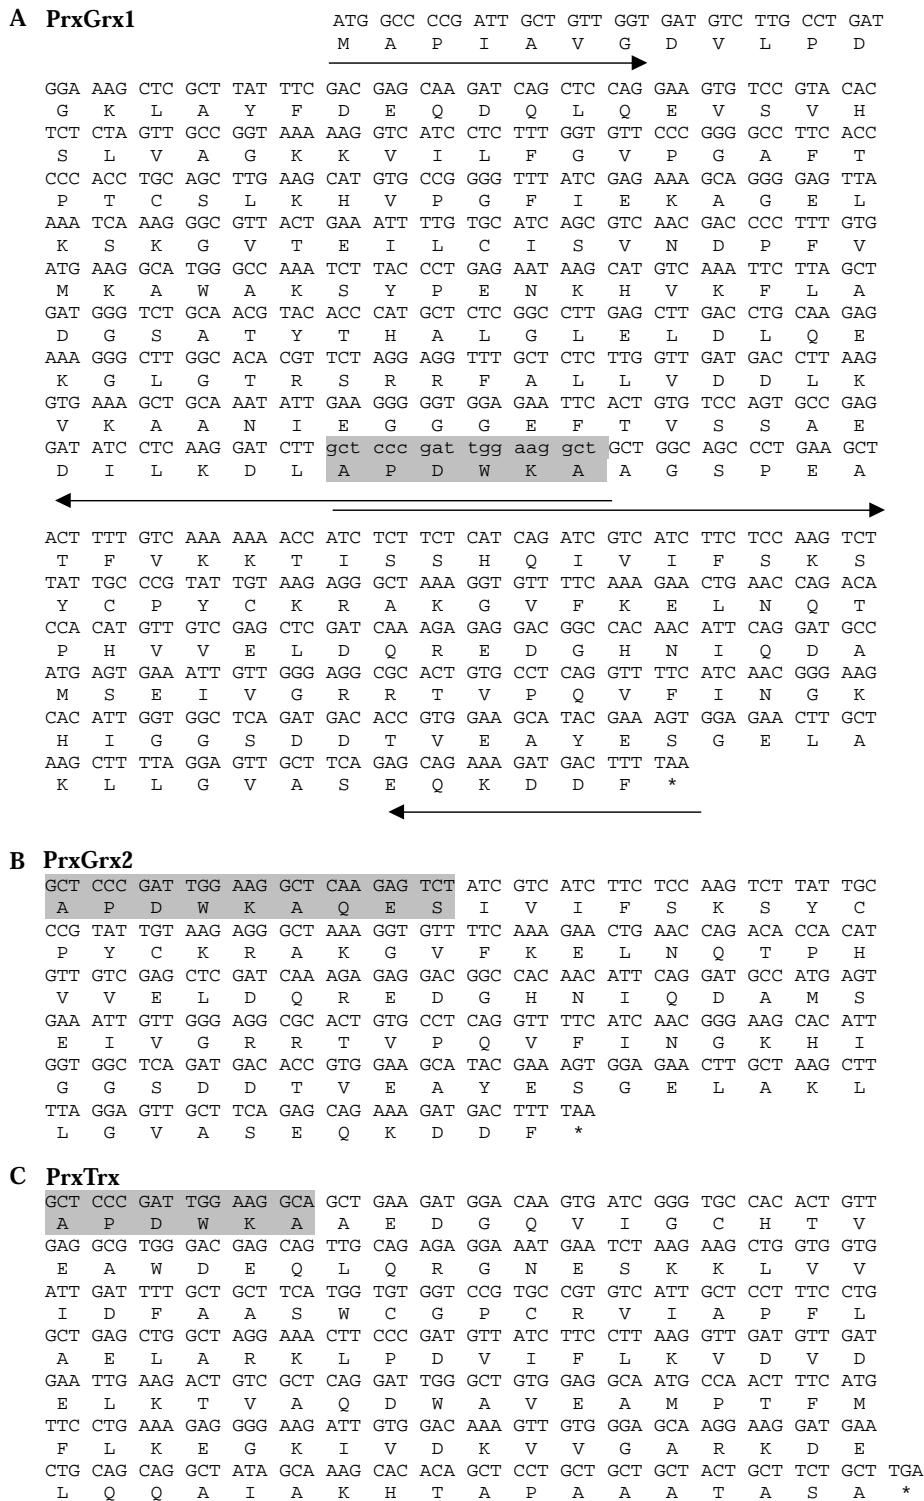 A PrxGrx1
ATG GCC CCG ATT GCT GTT GGT GAT GTC TTG CCT GAT
M A P I A V G D V L P D
GGA AAG CTC GCT TAT TTC GAC GAG CAA GAT CAG CTC CAG GAA GTG TCC GTA CAC
G K L A Y F D E Q D Q L Q E V S V H
TCT CTA GTT GCC GGT AAA AAG GTC ATC CTC TTT GGT GTT CCC GGG GCC TTC ACC
S L V A G K K V I L F G V P G A F T
CCC ACC TGC AGC TTG AAG CAT GTG CCG GGG TTT ATC GAG AAA GCA GGG GAG TTA
P T C S L K H V P G F I E K A G E L
AAA TCA AAG GGC GTT ACT GAA ATT TTG TGC ATC AGC GTC AAC GAC CCC TTT GTG
K S K G V T E I L C I S V N D P F V
ATG AAG GCA TGG GCC AAA TCT TAC CCT GAG AAT AAG CAT GTC AAA TTC TTA GCT
M K A W A K S Y P E N K H V K F L A
GAT GGG TCT GCA ACG TAC ACC CAT GCT CTC GGC CTT GAG CTT GAC CTG CAA GAG
D G S A T Y T H A L G L E L D L Q E
AAA GGG CTT GGC ACA CGT TCT AGG AGG TTT GCT CTC TTG GTT GAT GAC CTT AAG
K G L G T R S R R F A L L V D D L K
GTG AAA GCT GCA AAT ATT GAA GGG GGT GGA GAA TTC ACT GTG TCC AGT GCC GAG
V K A A N I E G G G E F T V S S A E
GAT ATC CTC AAG GAT CTT gct ccc gat tgg aag gct GCT GGC AGC CCT GAA GCT
D I L K D L A P D W K A A G S P E A
ACT TTT GTC AAA AAA ACC ATC TCT TCT CAT CAG ATC GTC ATC TTC TCC AAG TCT
T F V K K T I S S H Q I V I F S K S
TAT TGC CCG TAT TGT AAG AGG GCT AAA GGT GTT TTC AAA GAA CTG AAC CAG ACA
Y C P Y C K R A K G V F K E L N Q T
CCA CAT GTT GTC GAG CTC GAT CAA AGA GAG GAC GGC CAC AAC ATT CAG GAT GCC
P H V V E L D Q R E D G H N I Q D A
ATG AGT GAA ATT GTT GGG AGG CGC ACT GTG CCT CAG GTT TTC ATC AAC GGG AAG
M S E I V G R R T V P Q V F I N G K
CAC ATT GGT GGC TCA GAT GAC ACC GTG GAA GCA TAC GAA AGT GGA GAA CTT GCT
H I G G S D D T V E A Y E S G E L A
AAG CTT TTA GGA GTT GCT TCA GAG CAG AAA GAT GAC TTT TAA
K L L G V A S E Q K D D F *
B PrxGrx2
GCT CCC GAT TGG AAG GCT CAA GAG TCT ATC GTC ATC TTC TCC AAG TCT TAT TGC
A P D W K A Q E S I V I F S K S Y C
CCG TAT TGT AAG AGG GCT AAA GGT GTT TTC AAA GAA CTG AAC CAG ACA CCA CAT
P Y C K R A K G V F K E L N Q T P H
GTT GTC GAG CTC GAT CAA AGA GAG GAC GGC CAC AAC ATT CAG GAT GCC ATG AGT
V V E L D Q R E D G H N I Q D A M S
GAA ATT GTT GGG AGG CGC ACT GTG CCT CAG GTT TTC ATC AAC GGG AAG CAC ATT
E I V G R R T V P Q V F I N G K H I
GGT GGC TCA GAT GAC ACC GTG GAA GCA TAC GAA AGT GGA GAA CTT GCT AAG CTT
G G S D D T V E A Y E S G E L A K L
TTA GGA GTT GCT TCA GAG CAG AAA GAT GAC TTT TAA
L G V A S E Q K D D F *
C PrxTrx
GCT CCC GAT TGG AAG GCA GCT GAA GAT GGA CAA GTG ATC GGG TGC CAC ACT GTT
A P D W K A A E D G Q V I G C H T V
GAG GCG TGG GAC GAG CAG TTG CAG AGA GGA AAT GAA TCT AAG AAG CTG GTG GTG
E A W D E Q L Q R G N E S K K L V V
ATT GAT TTT GCT GCT TCA TGG TGT GGT CCG TGC CGT GTC ATT GCT CCT TTC CTG
I D F A A S W C G P C R V I A P F L
GCT GAG CTG GCT AGG AAA CTT CCC GAT GTT ATC TTC CTT AAG GTT GAT GTT GAT
A E L A R K L P D V I F L K V D V D
GAA TTG AAG ACT GTC GCT CAG GAT TGG GCT GTG GAG GCA ATG CCA ACT TTC ATG
E L K T V A Q D W A V E A M P T F M
TTC CTG AAA GAG GGG AAG ATT GTG GAC AAA GTT GTG GGA GCA AGG AAG GAT GAA
F L K E G K I V D K V V G A R K D E
CTG CAG CAG GCT ATA GCA AAG CAC ACA GCT CCT GCT GCT GCT ACT GCT TCT GCT TGA
L Q Q A I A K H T A P A A A T A S A *